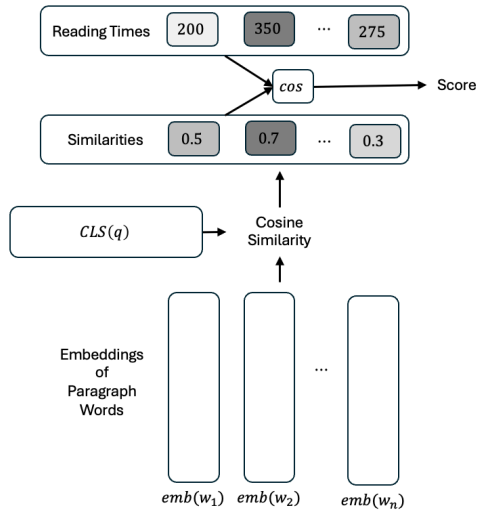 Reading Times 200 350 ... 275
cos
Score
Similarities 0.5 0.7 ... 0.3
CLS(q)
Cosine
Similarity
Embeddings
of
Paragraph
Words
...
emb(w₁) emb(w₂) emb(wₙ)